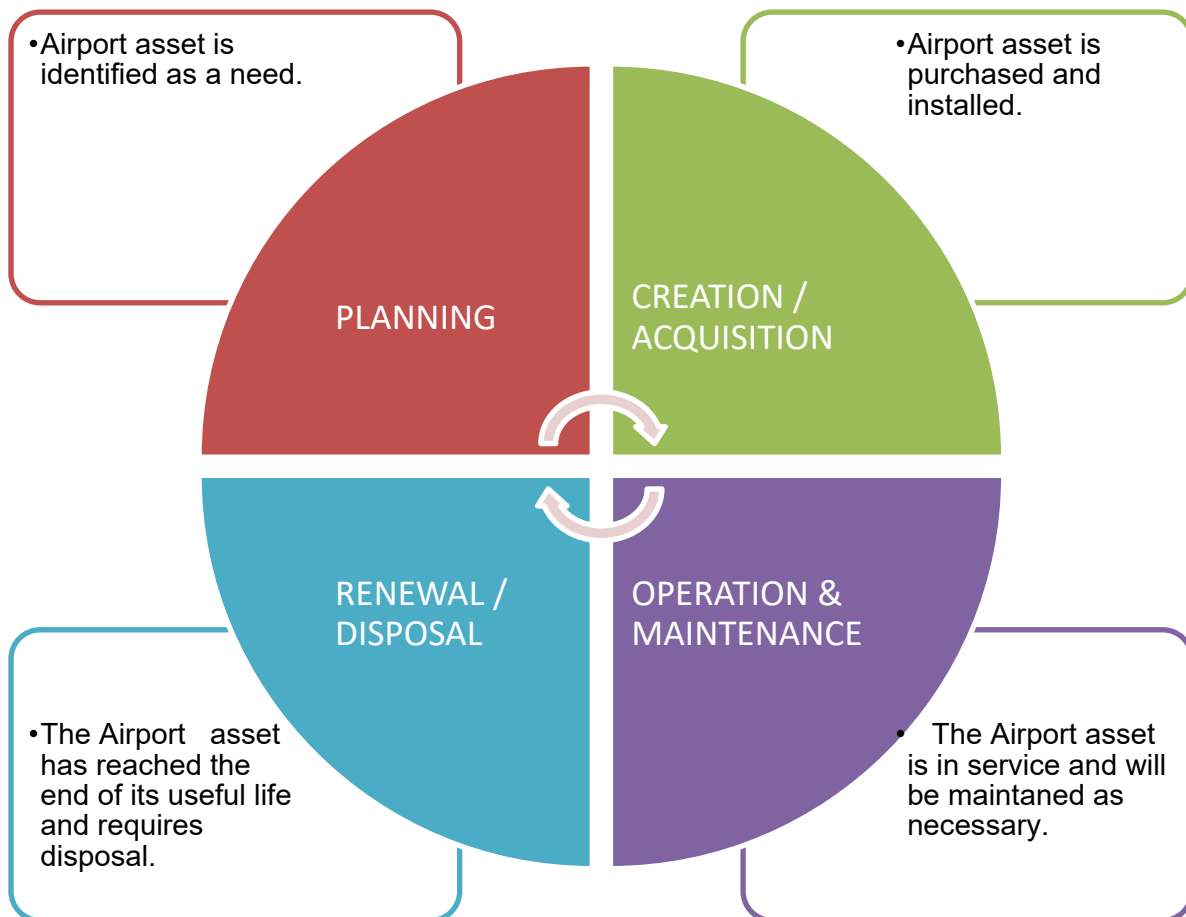 •Airport asset is
identified as a need.
•Airport asset is
purchased and
installed.
PLANNING
CREATION /
ACQUISITION
RENEWAL /
DISPOSAL
OPERATION &
MAINTENANCE
•The Airport asset
has reached the
end of its useful life
and requires
disposal.
• The Airport asset
is in service and will
be maintaned as
necessary.